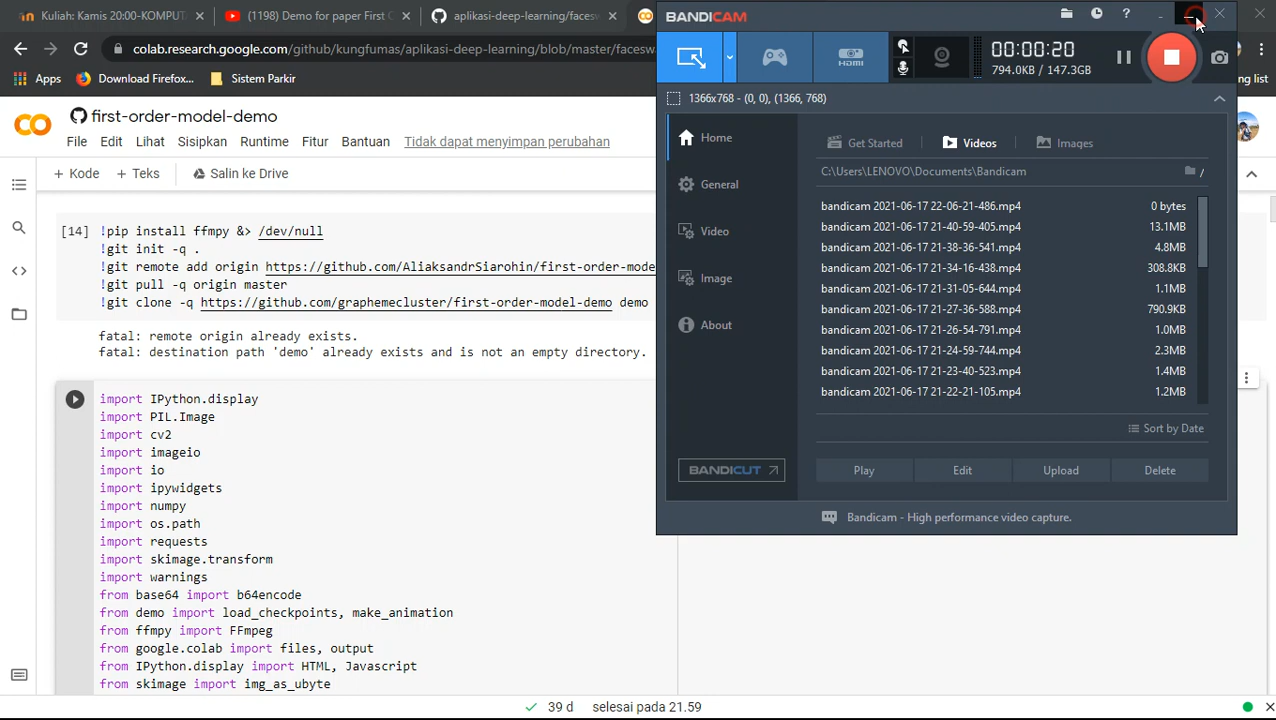 Kuliah: Kamis 20:00-KOMPUT
(1198) Demo for paper First O
aplikasi-deep-learning/facesw
colab.research.google.com/github/kungfumas/aplikasi-deep-learning/blob/master/facesw
Apps
Download Firefox...
Sistem Parkir
ng list
first-order-model-demo
File Edit Lihat Sisipkan Runtime Fitur Bantuan Tidak dapat menyimpan perubahan
+ Kode + Teks Salin ke Drive
[14] !pip install ffmpy &> /dev/null
!git init -q .
!git remote add origin https://github.com/AliaksandrSiarohin/first-order-mode
!git pull -q origin master
!git clone -q https://github.com/graphemecluster/first-order-model-demo demo
fatal: remote origin already exists.
fatal: destination path 'demo' already exists and is not an empty directory.
import IPython.display
import PIL.Image
import cv2
import imageio
import io
import ipywidgets
import numpy
import os.path
import requests
import skimage.transform
import warnings
from base64 import b64encode
from demo import load_checkpoints, make_animation
from ffmpy import FFmpeg
from google.colab import files, output
from IPython.display import HTML, Javascript
from skimage import img_as_ubyte
39 d selesai pada 21.59
BANDICAM
HDMI
00:00:20
794.0KB / 147.3GB
1366x768 - (0, 0), (1366, 768)
Home
General
Video
Image
About
BANDICUT
Get Started Videos Images
C:\Users\LENOVO\Documents\Bandicam
/
bandicam 2021-06-17 22-06-21-486.mp4 0 bytes
bandicam 2021-06-17 21-40-59-405.mp4 13.1MB
bandicam 2021-06-17 21-38-36-541.mp4 4.8MB
bandicam 2021-06-17 21-34-16-438.mp4 308.8KB
bandicam 2021-06-17 21-31-05-644.mp4 1.1MB
bandicam 2021-06-17 21-27-36-588.mp4 790.9KB
bandicam 2021-06-17 21-26-54-791.mp4 1.0MB
bandicam 2021-06-17 21-24-59-744.mp4 2.3MB
bandicam 2021-06-17 21-23-40-523.mp4 1.4MB
bandicam 2021-06-17 21-22-21-105.mp4 1.2MB
Sort by Date
Play Edit Upload Delete
Bandicam - High performance video capture.